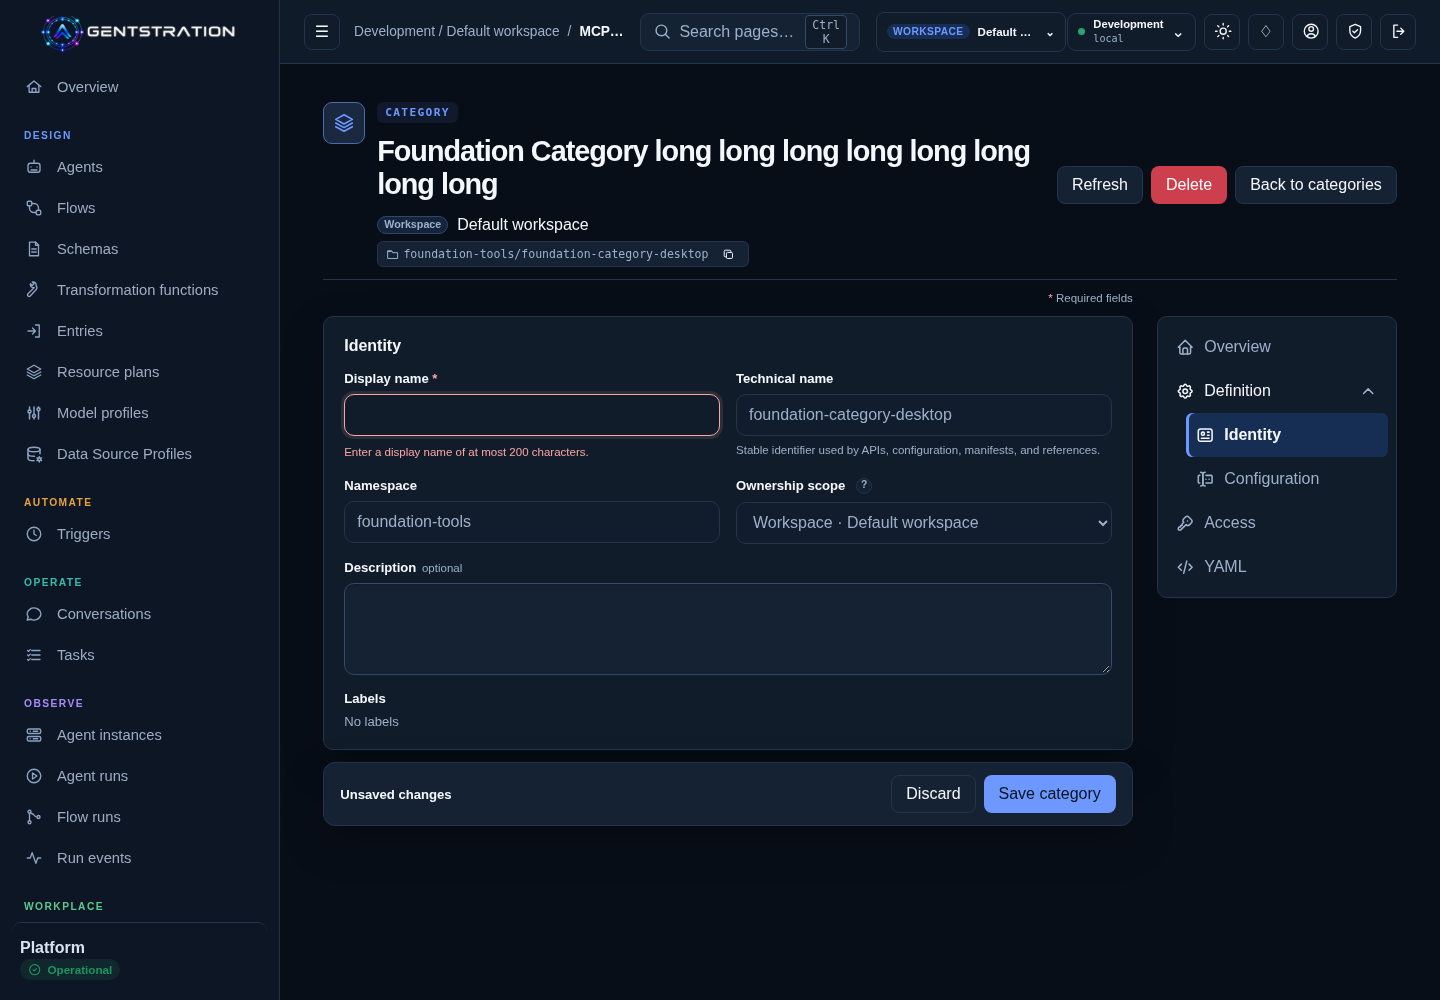 GENTSTRATION
Overview
DESIGN
Agents
Flows
Schemas
Transformation functions
Entries
Resource plans
Model profiles
Data Source Profiles
AUTOMATE
Triggers
OPERATE
Conversations
Tasks
OBSERVE
Agent instances
Agent runs
Flow runs
Run events
WORKPLACE
Platform
Operational
Development / Default workspace / MCP...
Search pages...
Ctrl K
WORKSPACE Default ...
Development
local
CATEGORY
Foundation Category long long long long long long
long long
Refresh
Delete
Back to categories
Workspace Default workspace
foundation-tools/foundation-category-desktop
* Required fields
Identity
Display name *
Technical name
foundation-category-desktop
Enter a display name of at most 200 characters.
Stable identifier used by APIs, configuration, manifests, and references.
Namespace
Ownership scope ?
foundation-tools
Workspace · Default workspace
Description optional
Labels
No labels
Unsaved changes
Discard
Save category
Overview
Definition
Identity
Configuration
Access
YAML